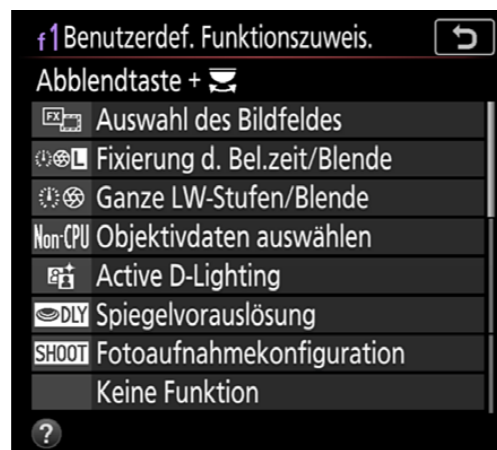 f1 Benutzerdef. Funktionszuweis.
Abblendtaste +
FX Auswahl des Bildfeldes
L Fixierung d. Bel.zeit/Blende
Ganze LW-Stufen/Blende
Non-CPU Objektivdaten auswählen
Active D-Lighting
DLY Spiegelvorauslösung
SHOOT Fotoaufnahmekonfiguration
Keine Funktion
?